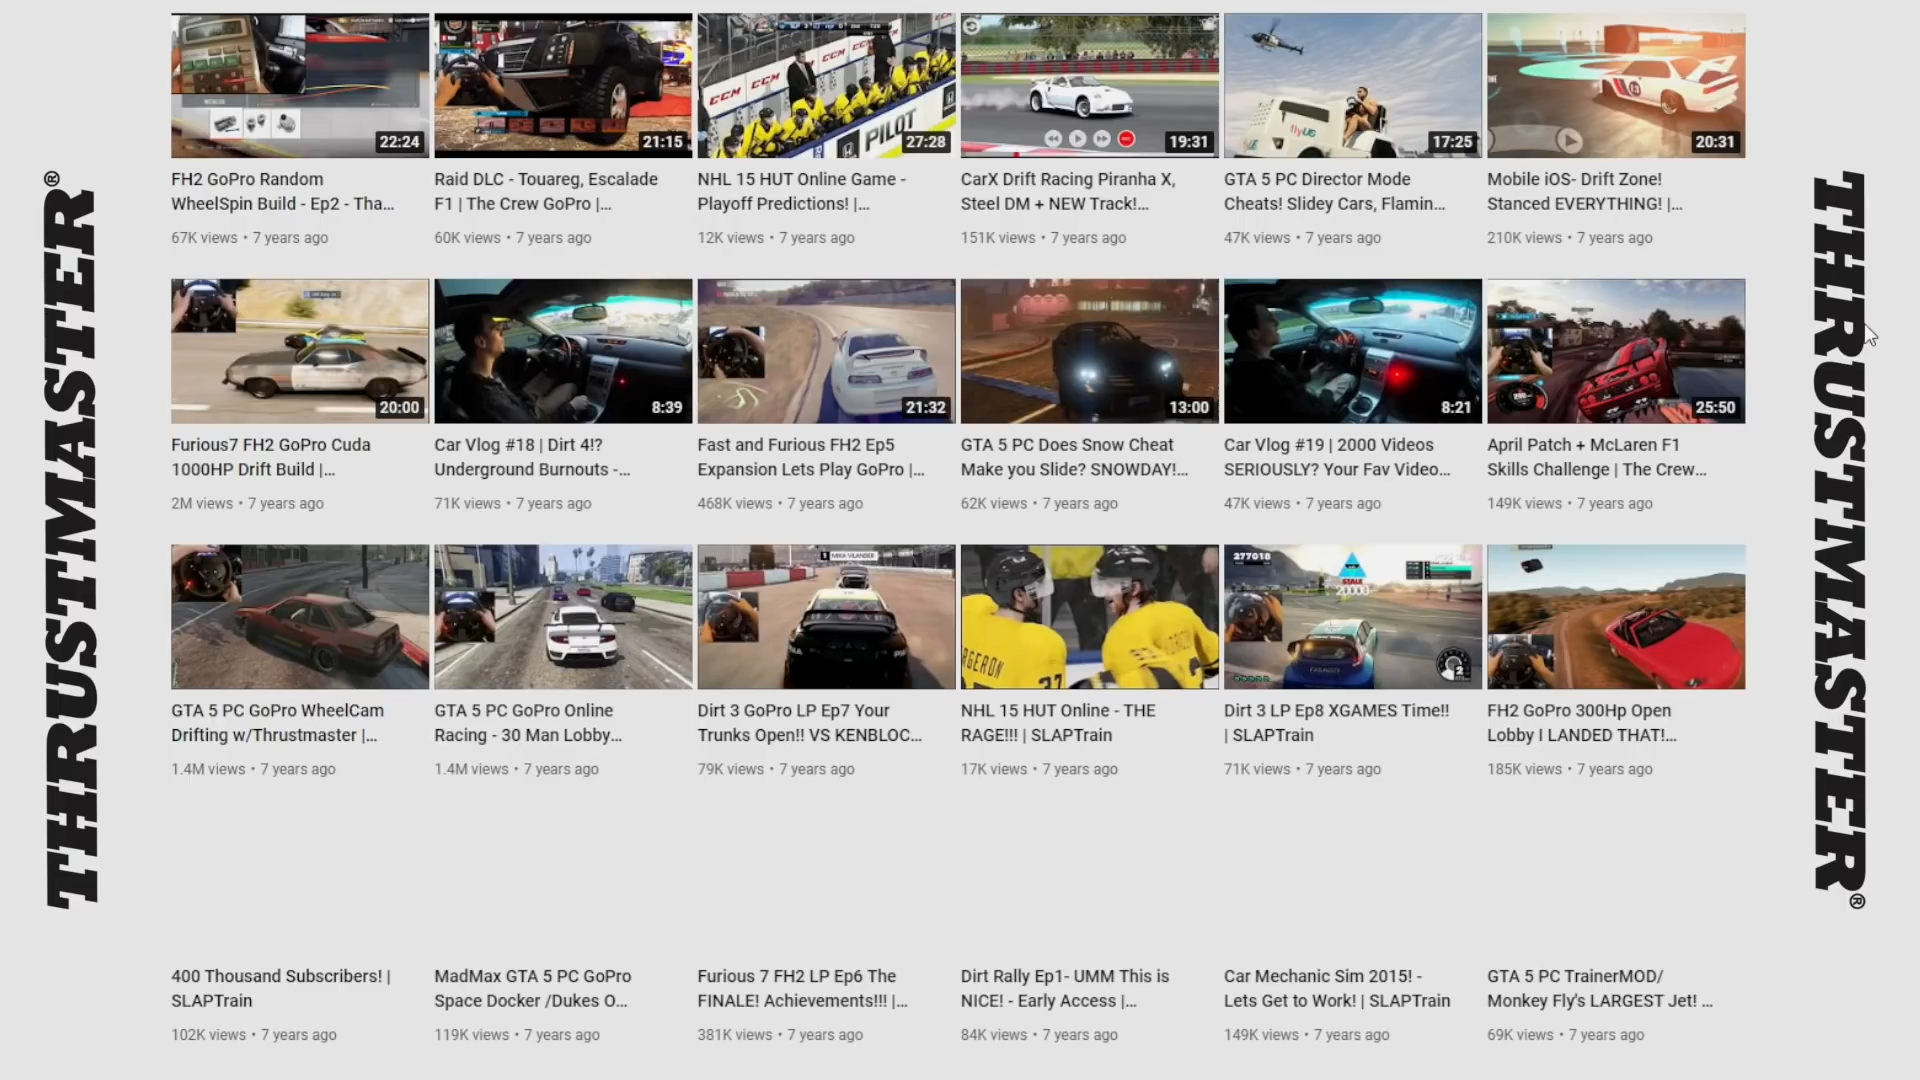 THRUSTMASTER®
22:24
21:15
CCM CCM CCM
PILOT
27:28
19:31
flyUS
17:25
20:31
FH2 GoPro Random
WheelSpin Build - Ep2 - Tha...
67K views • 7 years ago
Raid DLC - Touareg, Escalade
F1 | The Crew GoPro |...
60K views • 7 years ago
NHL 15 HUT Online Game -
Playoff Predictions! |...
12K views • 7 years ago
CarX Drift Racing Piranha X,
Steel DM + NEW Track!...
151K views • 7 years ago
GTA 5 PC Director Mode
Cheats! Slidey Cars, Flamin...
47K views • 7 years ago
Mobile iOS- Drift Zone!
Stanced EVERYTHING! |...
210K views • 7 years ago
20:00
8:39
21:32
13:00
8:21
25:50
Furious7 FH2 GoPro Cuda
1000HP Drift Build |...
2M views • 7 years ago
Car Vlog #18 | Dirt 4!?
Underground Burnouts -...
71K views • 7 years ago
Fast and Furious FH2 Ep5
Expansion Lets Play GoPro |...
468K views • 7 years ago
GTA 5 PC Does Snow Cheat
Make you Slide? SNOWDAY!...
62K views • 7 years ago
Car Vlog #19 | 2000 Videos
SERIOUSLY? Your Fav Video...
47K views • 7 years ago
April Patch + McLaren F1
Skills Challenge | The Crew...
149K views • 7 years ago
1 MIKA VILANDER
RGERON
37
277018
STALE
20000
GTA 5 PC GoPro WheelCam
Drifting w/Thrustmaster |...
1.4M views • 7 years ago
GTA 5 PC GoPro Online
Racing - 30 Man Lobby...
1.4M views • 7 years ago
Dirt 3 GoPro LP Ep7 Your
Trunks Open!! VS KENBLOC...
79K views • 7 years ago
NHL 15 HUT Online - THE
RAGE!!! | SLAPTrain
17K views • 7 years ago
Dirt 3 LP Ep8 XGAMES Time!!
| SLAPTrain
71K views • 7 years ago
FH2 GoPro 300Hp Open
Lobby I LANDED THAT!...
185K views • 7 years ago
400 Thousand Subscribers! |
SLAPTrain
102K views • 7 years ago
MadMax GTA 5 PC GoPro
Space Docker /Dukes O...
119K views • 7 years ago
Furious 7 FH2 LP Ep6 The
FINALE! Achievements!!! |...
381K views • 7 years ago
Dirt Rally Ep1- UMM This is
NICE! - Early Access |...
84K views • 7 years ago
Car Mechanic Sim 2015! -
Lets Get to Work! | SLAPTrain
149K views • 7 years ago
GTA 5 PC TrainerMOD/
Monkey Fly's LARGEST Jet! ...
69K views • 7 years ago
THRUSTMASTER®